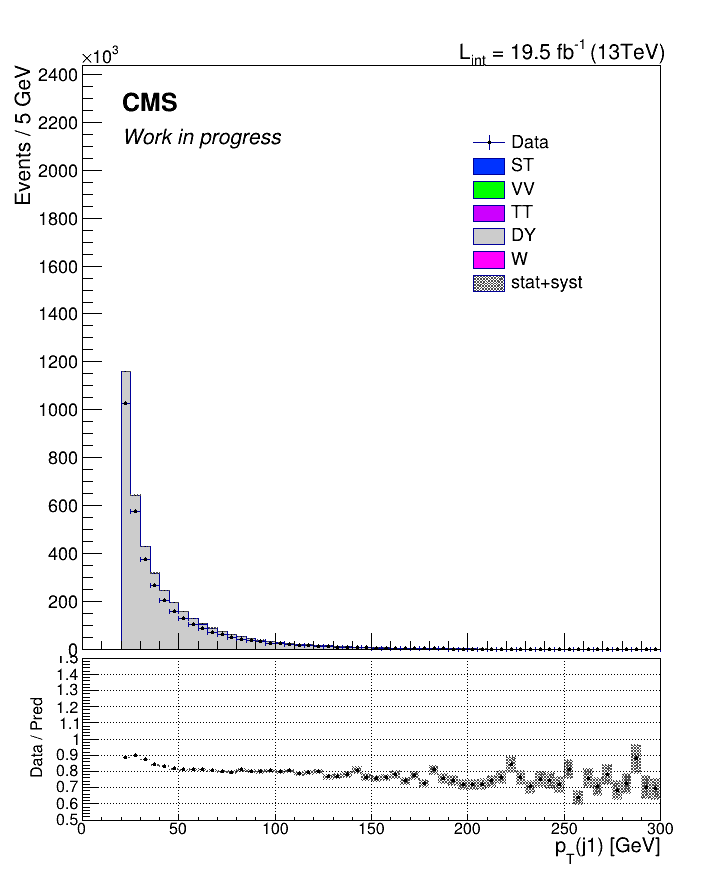 ×10³
L_int = 19.5 fb⁻¹ (13TeV)
Events / 5 GeV
2400
2200
2000
1800
1600
1400
1200
1000
800
600
400
200
0
CMS
Work in progress
Data
ST
VV
TT
DY
W
stat+syst
Data / Pred
1.5
1.4
1.3
1.2
1.1
1
0.9
0.8
0.7
0.6
0.5
0 50 100 150 200 250 300
p_T(j1) [GeV]